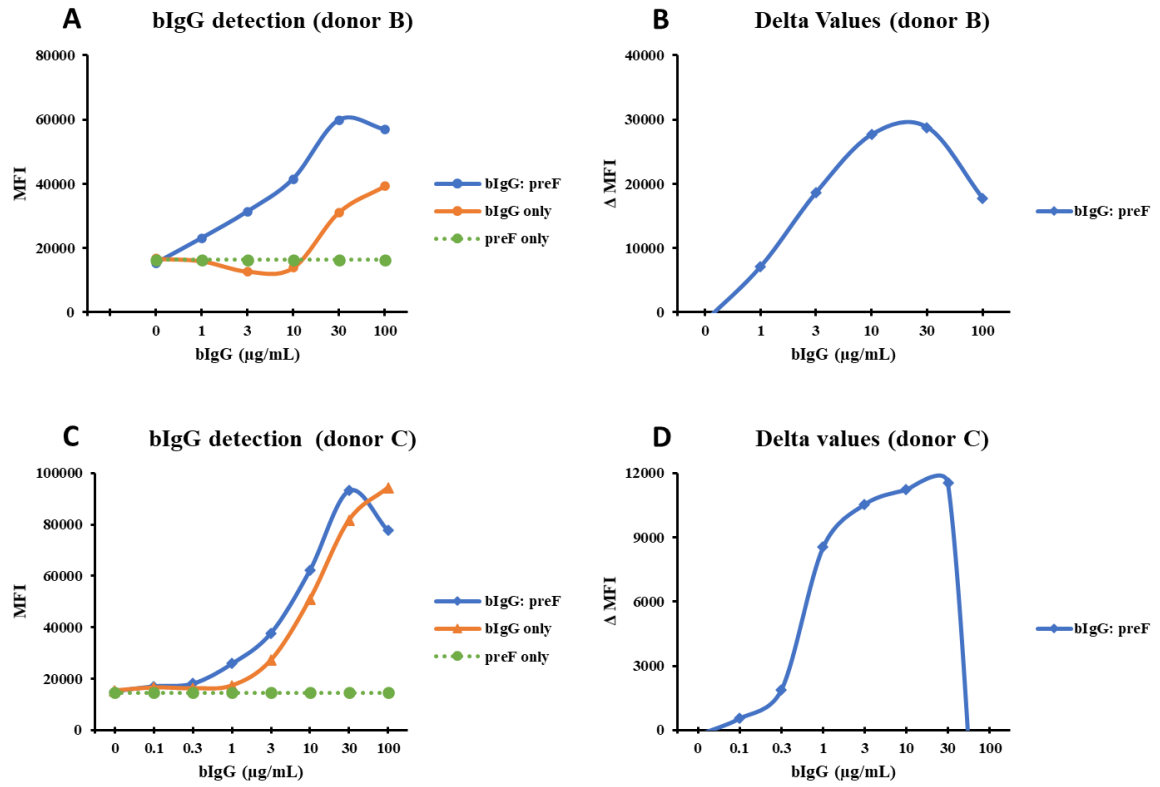 A
bIgG detection (donor B)
80000
60000
40000
20000
0
MFI
0 1 3 10 30 100
bIgG (µg/mL)
bIgG: preF
bIgG only
preF only
B
Delta Values (donor B)
40000
30000
20000
10000
0
Δ MFI
0 1 3 10 30 100
bIgG (µg/mL)
bIgG: preF
C
bIgG detection (donor C)
100000
80000
60000
40000
20000
0
MFI
0 0.1 0.3 1 3 10 30 100
bIgG (µg/mL)
bIgG: preF
bIgG only
preF only
D
Delta values (donor C)
12000
9000
6000
3000
0
Δ MFI
0 0.1 0.3 1 3 10 30 100
bIgG (µg/mL)
bIgG: preF